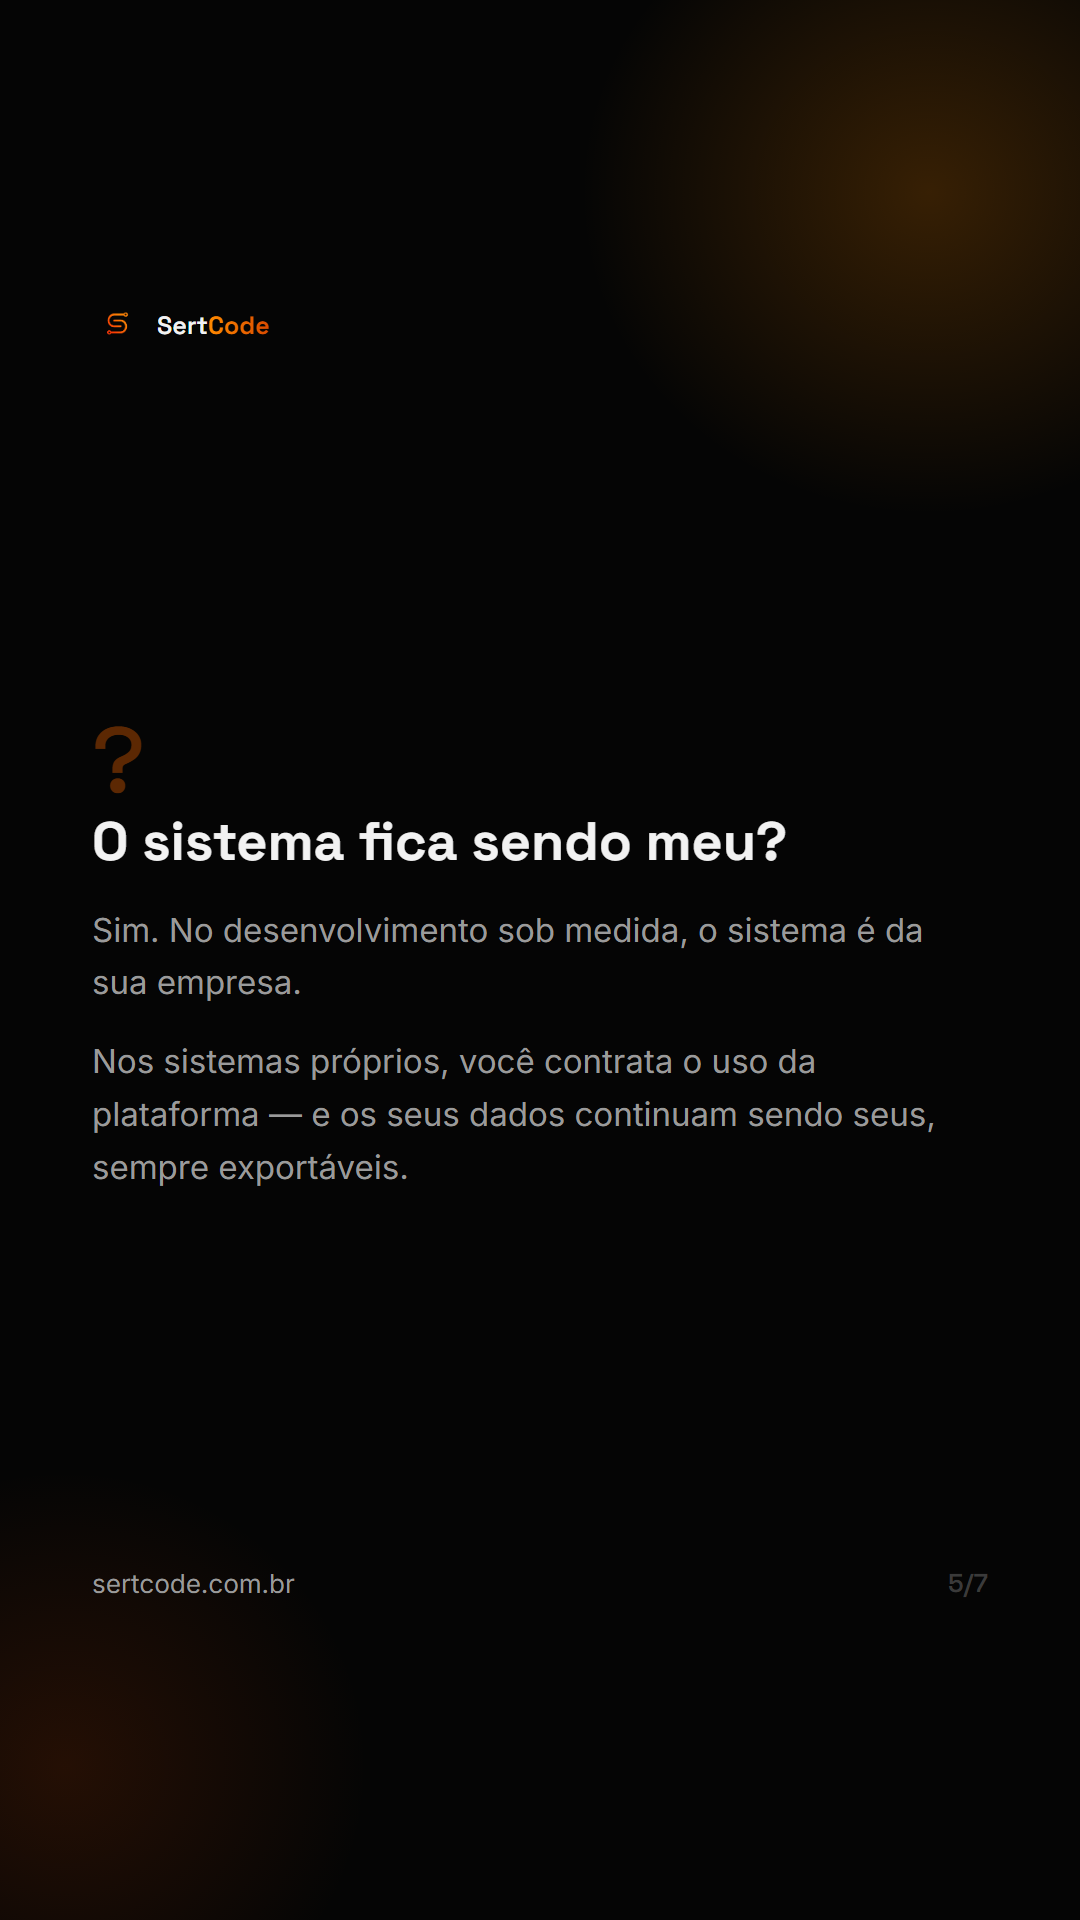 SertCode
?
O sistema fica sendo meu?
Sim. No desenvolvimento sob medida, o sistema é da
sua empresa.
Nos sistemas próprios, você contrata o uso da
plataforma — e os seus dados continuam sendo seus,
sempre exportáveis.
sertcode.com.br
5/7